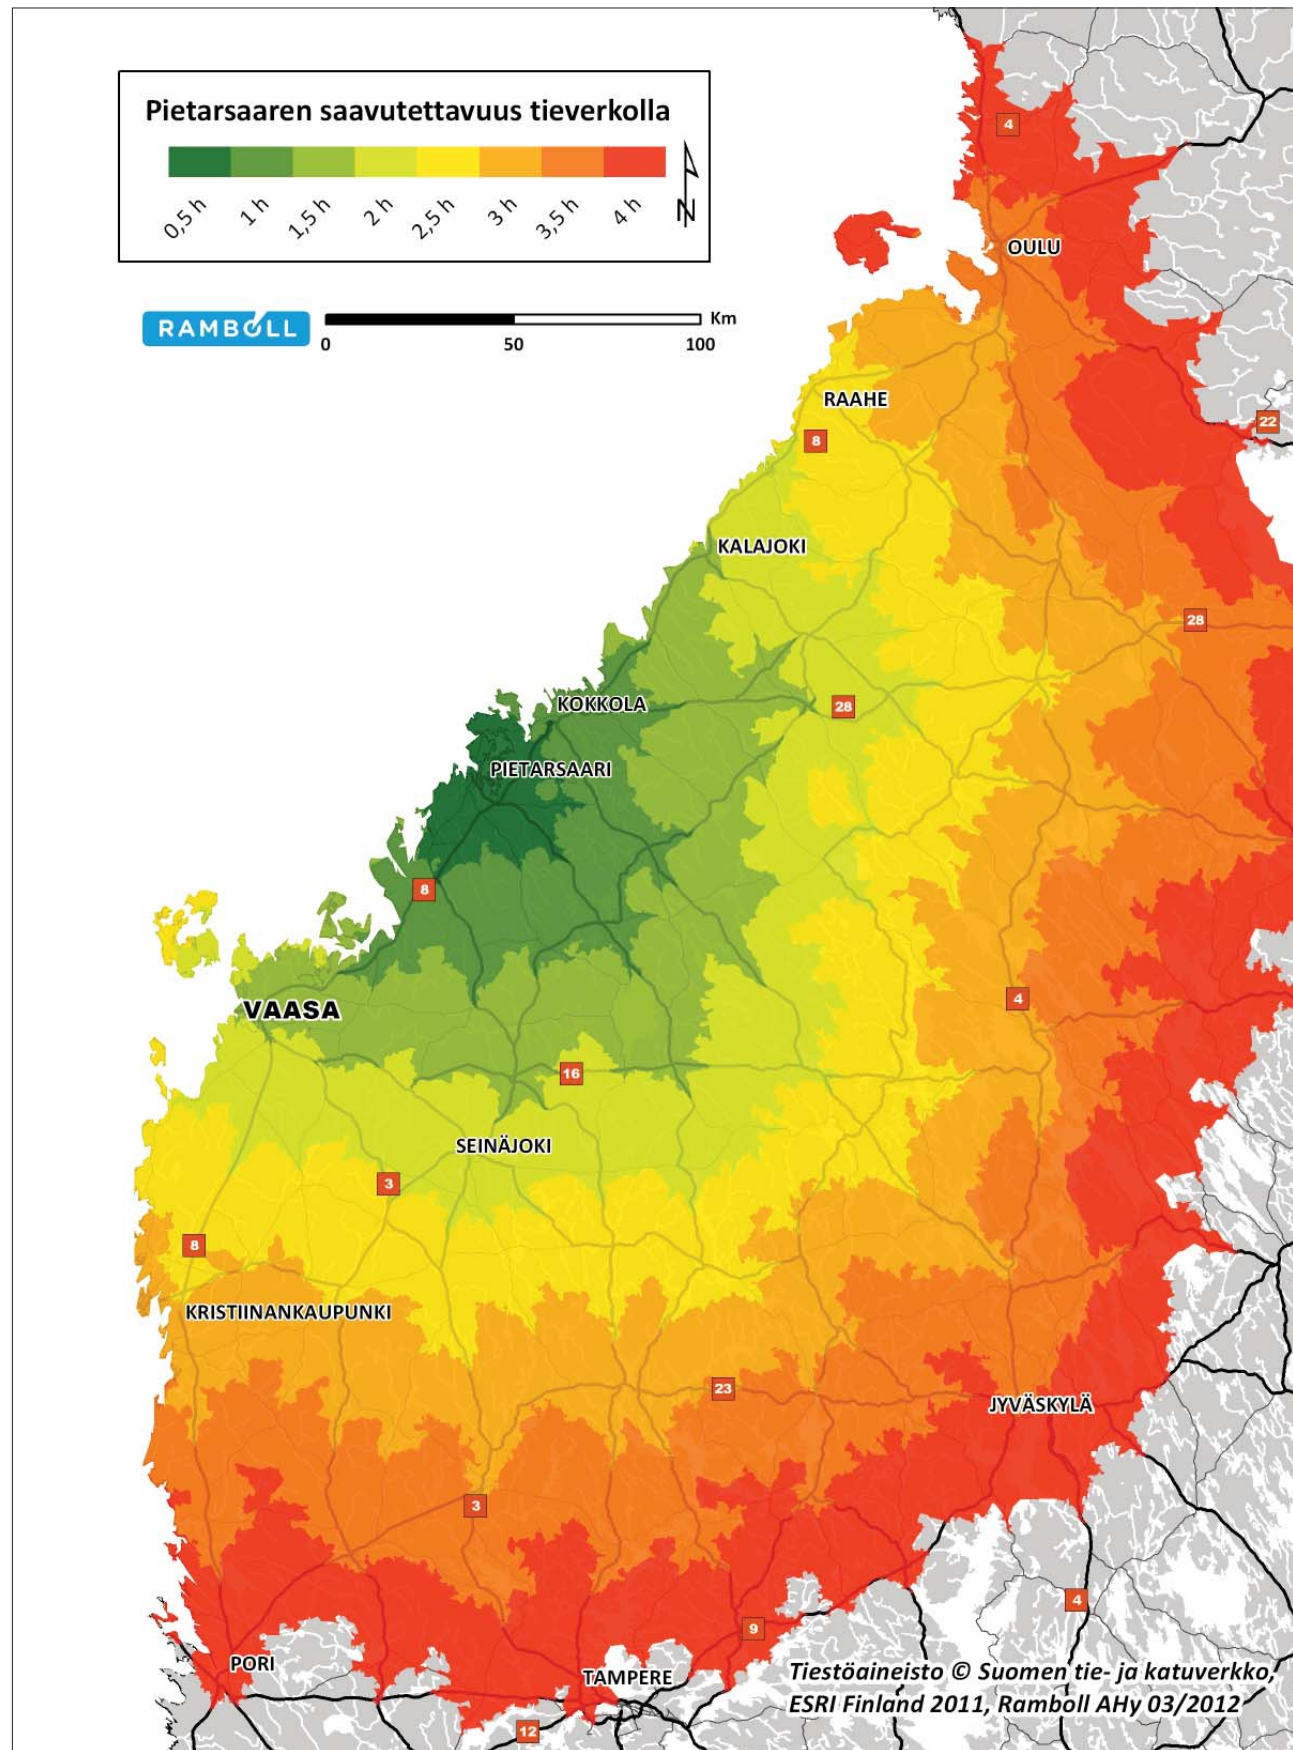 Pietarsaaren saavutettavuus tieverkolla
0,5 h
1 h
1,5 h
2 h
2,5 h
3 h
3,5 h
4 h
N
RAMBOLL
Km
0
50
100
4
OULU
RAAHE
8
22
KALAJOKI
28
KOKKOLA
28
PIETARSAARI
8
VAASA
4
16
SEINÄJOKI
3
8
KRISTIINANKAUPUNKI
23
JYVÄSKYLÄ
3
4
9
PORI
TAMPERE
12
Tiestöaineisto © Suomen tie- ja katuverkko,
ESRI Finland 2011, Ramboll AHy 03/2012